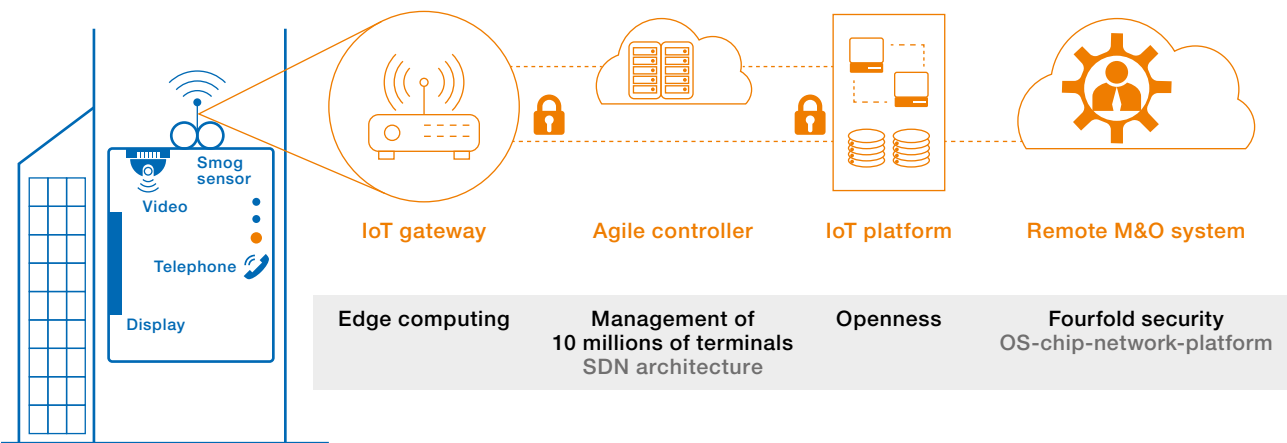 Smog
sensor
Video
Telephone
Display
IoT gateway
Agile controller
IoT platform
Remote M&O system
Edge computing
Management of
10 millions of terminals
SDN architecture
Openness
Fourfold security
OS-chip-network-platform